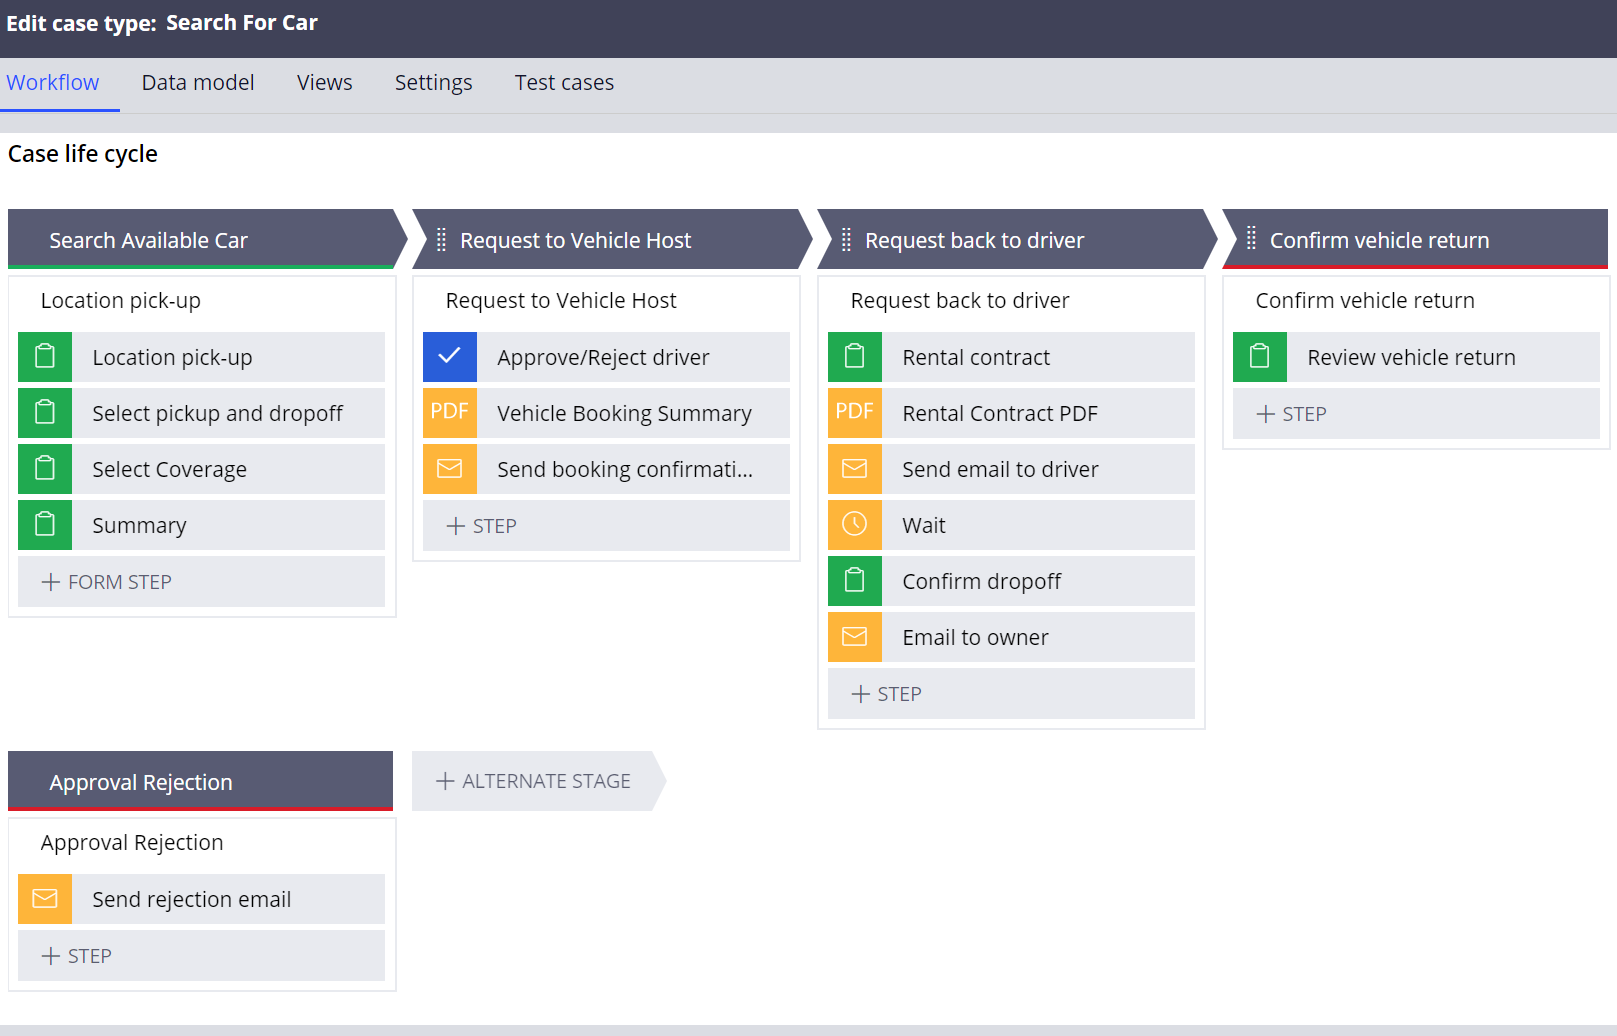 Edit case type: Search For Car
Workflow Data model Views Settings Test cases
Case life cycle
Search Available Car
Location pick-up
Location pick-up
Select pickup and dropoff
Select Coverage
Summary
+ FORM STEP
Request to Vehicle Host
Request to Vehicle Host
Approve/Reject driver
PDF Vehicle Booking Summary
Send booking confirmati...
+ STEP
Request back to driver
Request back to driver
Rental contract
PDF Rental Contract PDF
Send email to driver
Wait
Confirm dropoff
Email to owner
+ STEP
Confirm vehicle return
Confirm vehicle return
Review vehicle return
+ STEP
Approval Rejection
Approval Rejection
Send rejection email
+ STEP
+ ALTERNATE STAGE